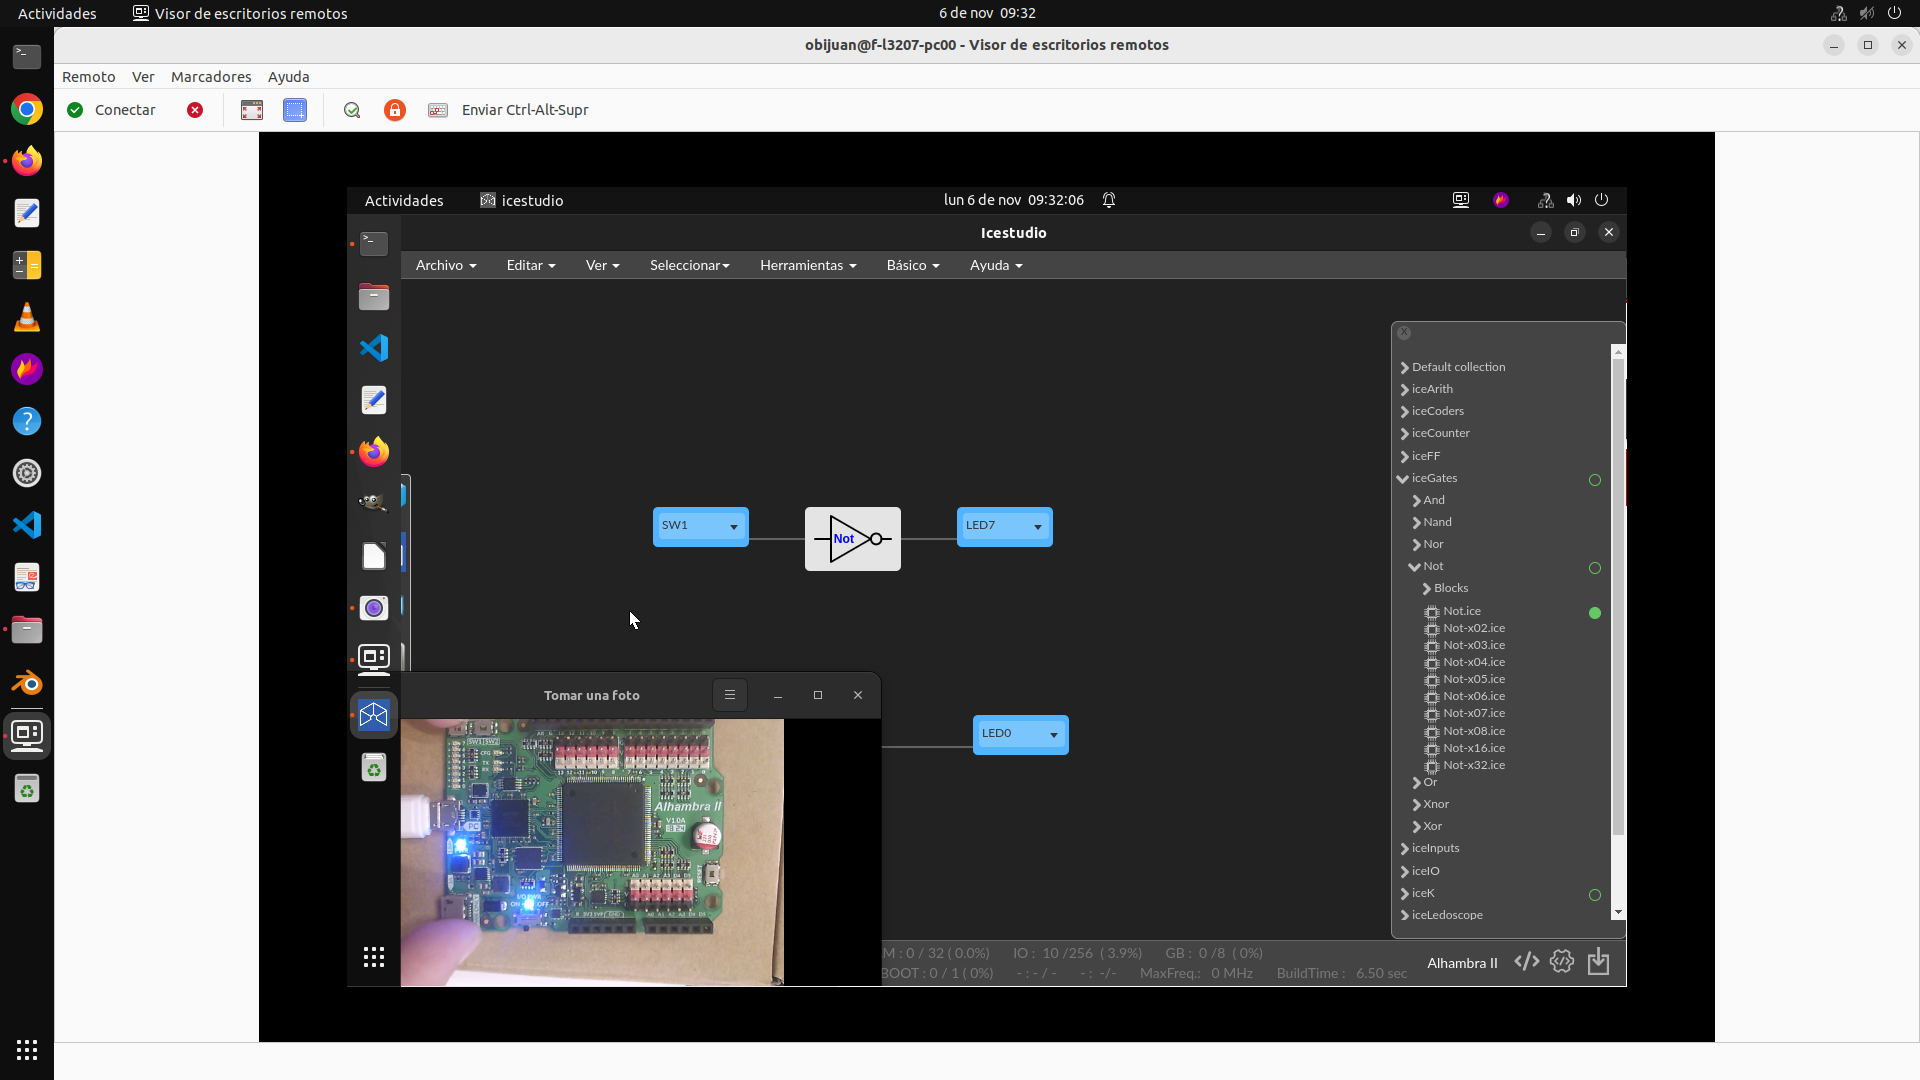 Actividades
Visor de escritorios remotos
6 de nov 09:32
obijuan@f-l3207-pc00 - Visor de escritorios remotos
Remoto Ver Marcadores Ayuda
Conectar
Enviar Ctrl-Alt-Supr
Actividades
icestudio
lun 6 de nov 09:32:06
Icestudio
Archivo Editar Ver Seleccionar Herramientas Básico Ayuda
Default collection
iceArith
iceCoders
iceCounter
iceFF
iceGates
And
Nand
Nor
Not
Blocks
Not.ice
Not-x02.ice
Not-x03.ice
Not-x04.ice
Not-x05.ice
Not-x06.ice
Not-x07.ice
Not-x08.ice
Not-x16.ice
Not-x32.ice
Or
Xnor
Xor
iceInputs
iceIO
iceK
iceLedoscope
SW1
Not
LED7
LED0
Tomar una foto
SW1 SW2
Alhambra II
V1.0A
RESET
M : 0 / 32 ( 0.0%) IO : 10 /256 ( 3.9%) GB : 0 /8 ( 0%)
BOOT : 0 / 1 ( 0%) - : - / - - : -/- MaxFreq.: 0 MHz BuildTime : 6.50 sec
Alhambra II